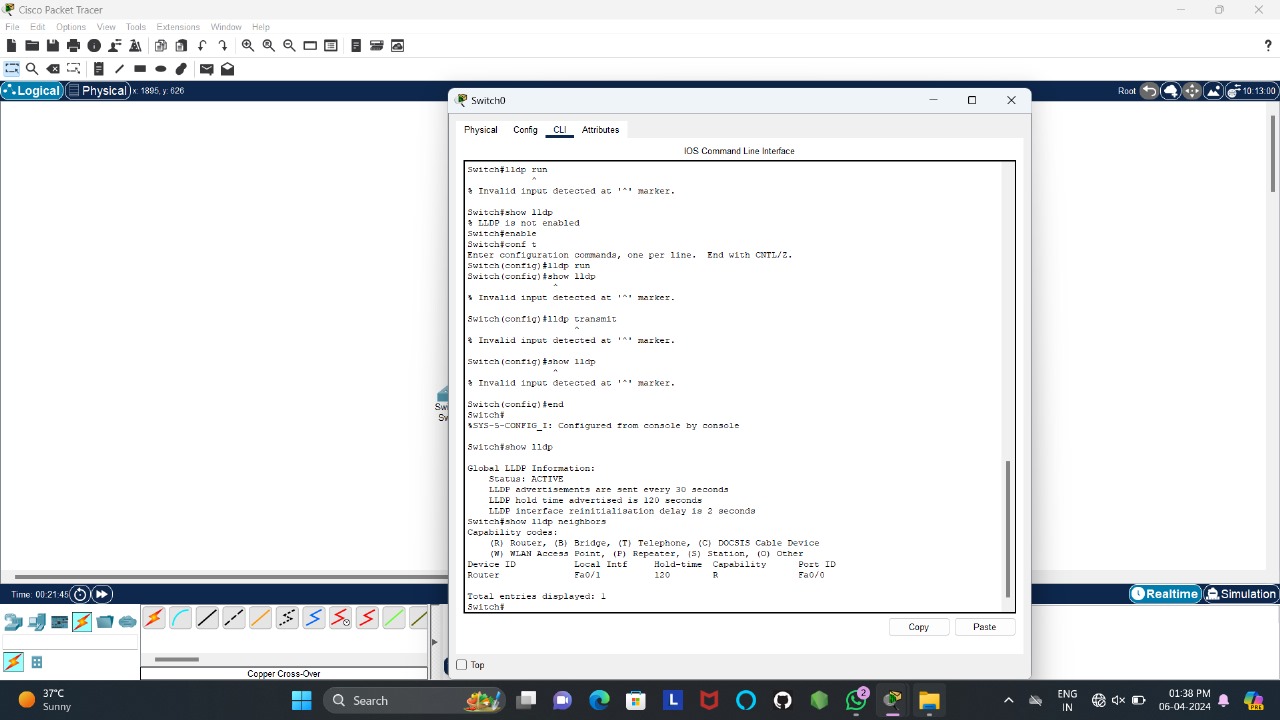 Cisco Packet Tracer
File Edit Options View Tools Extensions Window Help
?
Logical Physical x: 1895, y: 626
Root 10:13:00
Switch0
Physical Config CLI Attributes
IOS Command Line Interface
Switch#lldp run
^
% Invalid input detected at '^' marker.
Switch#show lldp
% LLDP is not enabled
Switch#enable
Switch#conf t
Enter configuration commands, one per line. End with CNTL/Z.
Switch(config)#lldp run
Switch(config)#show lldp
^
% Invalid input detected at '^' marker.
Switch(config)#lldp transmit
^
% Invalid input detected at '^' marker.
Switch(config)#show lldp
^
% Invalid input detected at '^' marker.
Switch(config)#end
Switch#
%SYS-5-CONFIG_I: Configured from console by console
Switch#show lldp
Global LLDP Information:
Status: ACTIVE
LLDP advertisements are sent every 30 seconds
LLDP hold time advertised is 120 seconds
LLDP interface reinitialisation delay is 2 seconds
Switch#show lldp neighbors
Capability codes:
(R) Router, (B) Bridge, (T) Telephone, (C) DOCSIS Cable Device
(W) WLAN Access Point, (P) Repeater, (S) Station, (O) Other
Device ID Local Intf Hold-time Capability Port ID
Router Fa0/1 120 R Fa0/0
Total entries displayed: 1
Switch#
Copy Paste
Top
Time: 00:21:45
Realtime Simulation
Copper Cross-Over
37°C
Sunny
Search
L
2
ENG
IN
01:38 PM
06-04-2024
PRE